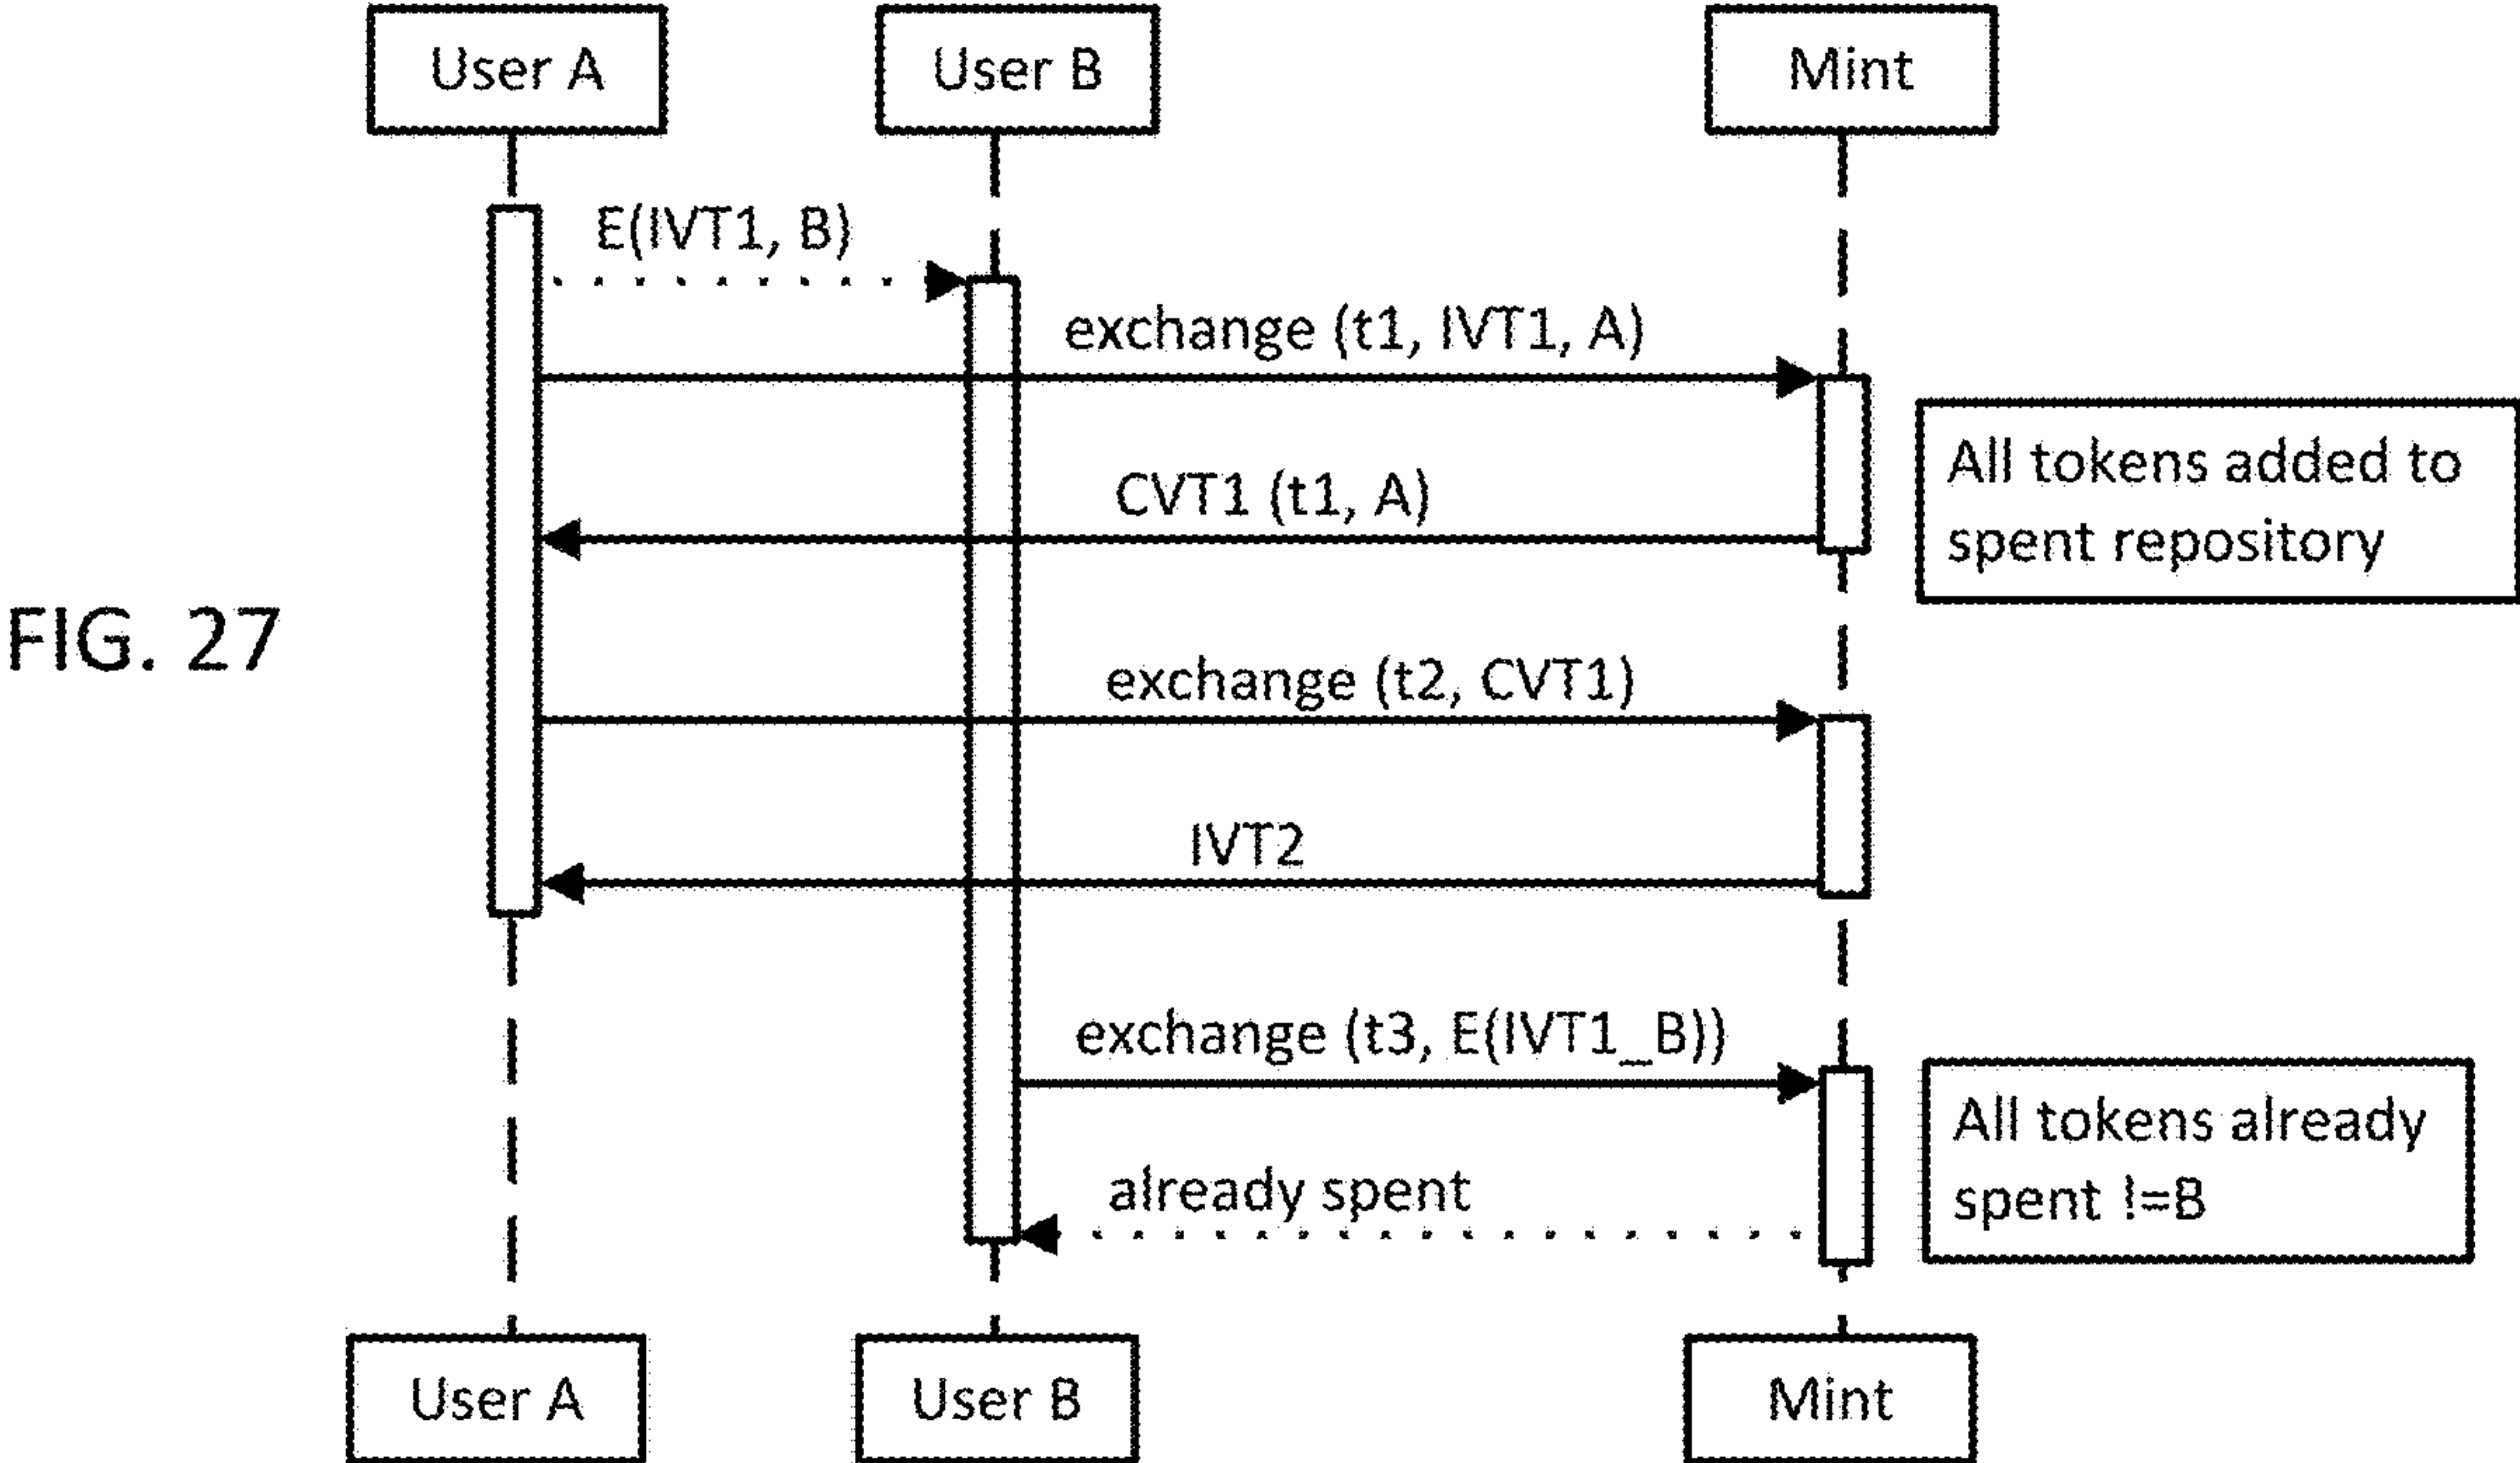 User A
User B
Mint
E(IVT1, B)
exchange (t1, IVT1, A)
All tokens added to
spent repository
CVT1 (t1, A)
FIG. 27
exchange (t2, CVT1)
IVT2
exchange (t3, E(IVT1_B))
All tokens already
spent !=B
already spent
User A
User B
Mint